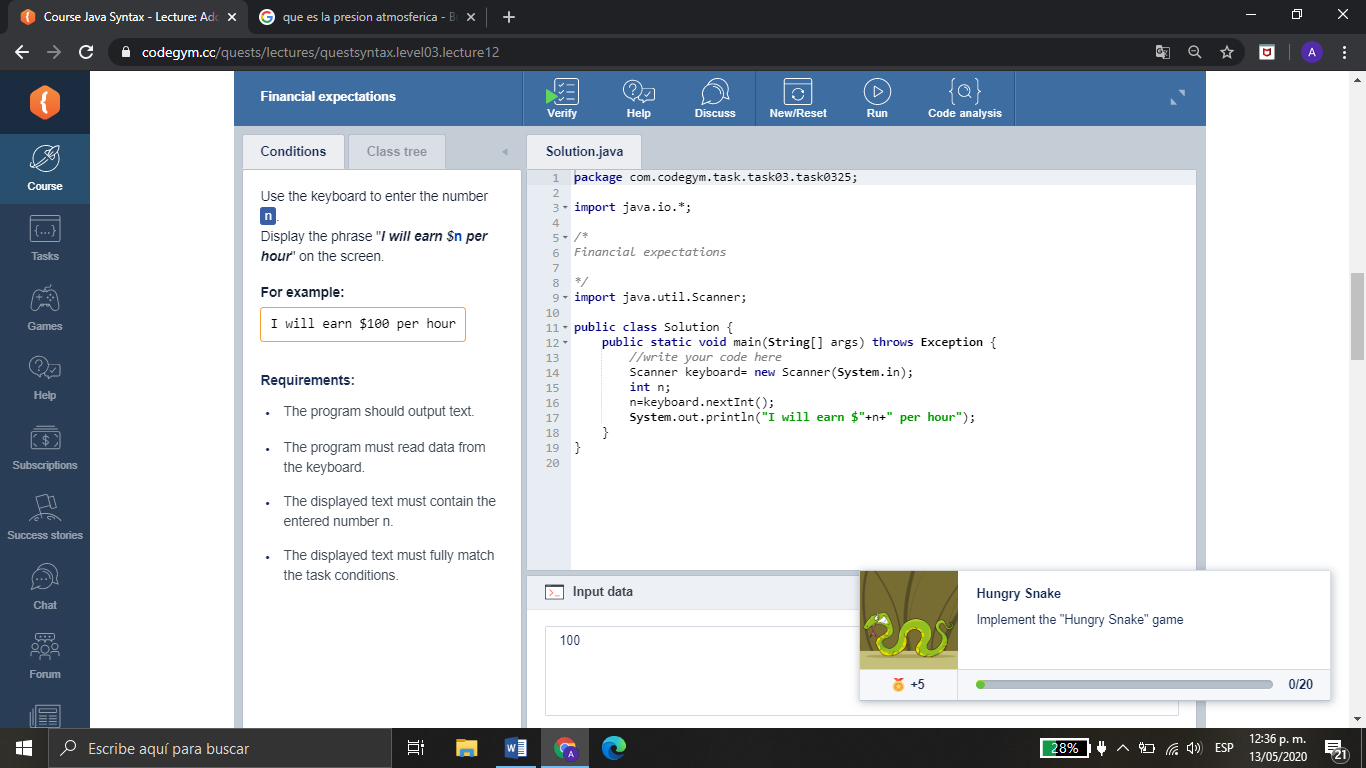 Course Java Syntax - Lecture: Ad
que es la presion atmosferica - B
codegym.cc/quests/lectures/questsyntax.level03.lecture12
A
Course
Tasks
Games
Help
Subscriptions
Success stories
Chat
Forum
Financial expectations
Verify
Help
Discuss
New/Reset
Run
Code analysis
Conditions
Class tree
Use the keyboard to enter the number
n.
Display the phrase "I will earn $n per
hour" on the screen.
For example:
I will earn $100 per hour
Requirements:
• The program should output text.
• The program must read data from
the keyboard.
• The displayed text must contain the
entered number n.
• The displayed text must fully match
the task conditions.
Solution.java
1 package com.codegym.task.task03.task0325;
2
3 import java.io.*;
4
5 /*
6 Financial expectations
7
8 */
9 import java.util.Scanner;
10
11 public class Solution {
12 public static void main(String[] args) throws Exception {
13 //write your code here
14 Scanner keyboard= new Scanner(System.in);
15 int n;
16 n=keyboard.nextInt();
17 System.out.println("I will earn $"+n+" per hour");
18 }
19 }
20
Input data
100
Hungry Snake
Implement the "Hungry Snake" game
+5
0/20
Escribe aquí para buscar
28%
ESP
12:36 p. m.
13/05/2020
21